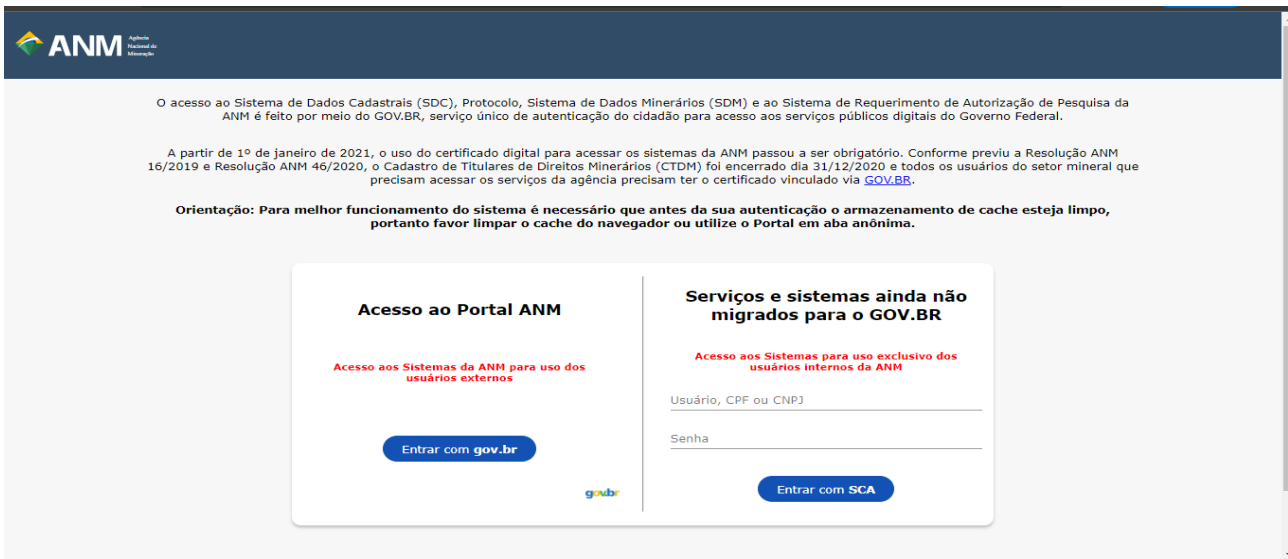 ANM
Agência
Nacional de
Mineração
O acesso ao Sistema de Dados Cadastrais (SDC), Protocolo, Sistema de Dados Minerários (SDM) e ao Sistema de Requerimento de Autorização de Pesquisa da
ANM é feito por meio do GOV.BR, serviço único de autenticação do cidadão para acesso aos serviços públicos digitais do Governo Federal.
A partir de 1º de janeiro de 2021, o uso do certificado digital para acessar os sistemas da ANM passou a ser obrigatório. Conforme previu a Resolução ANM
16/2019 e Resolução ANM 46/2020, o Cadastro de Titulares de Direitos Minerários (CTDM) foi encerrado dia 31/12/2020 e todos os usuários do setor mineral que
precisam acessar os serviços da agência precisam ter o certificado vinculado via GOV.BR.
Orientação: Para melhor funcionamento do sistema é necessário que antes da sua autenticação o armazenamento de cache esteja limpo,
portanto favor limpar o cache do navegador ou utilize o Portal em aba anônima.
Acesso ao Portal ANM
Acesso aos Sistemas da ANM para uso dos
usuários externos
Entrar com gov.br
gov.br
Serviços e sistemas ainda não
migrados para o GOV.BR
Acesso aos Sistemas para uso exclusivo dos
usuários internos da ANM
Usuário, CPF ou CNPJ
Senha
Entrar com SCA